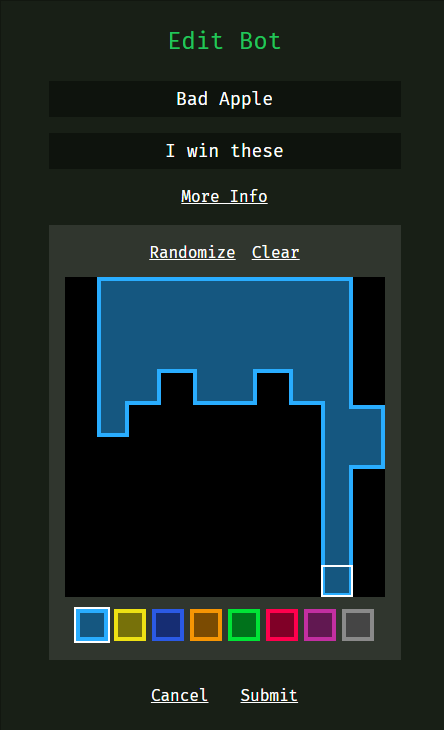 Edit Bot
Bad Apple
I win these
More Info
Randomize Clear
Cancel Submit